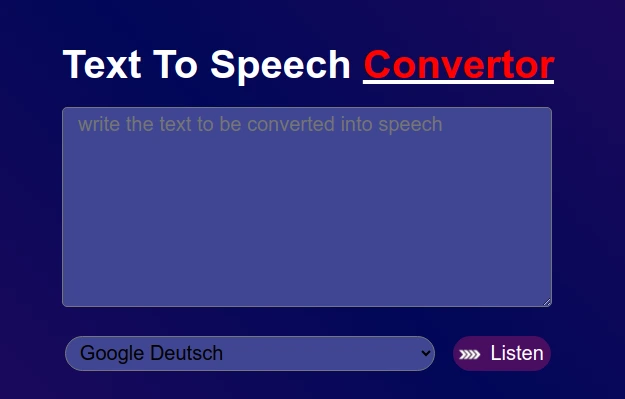 Text To Speech Convertor
write the text to be converted into speech
Google Deutsch
Listen